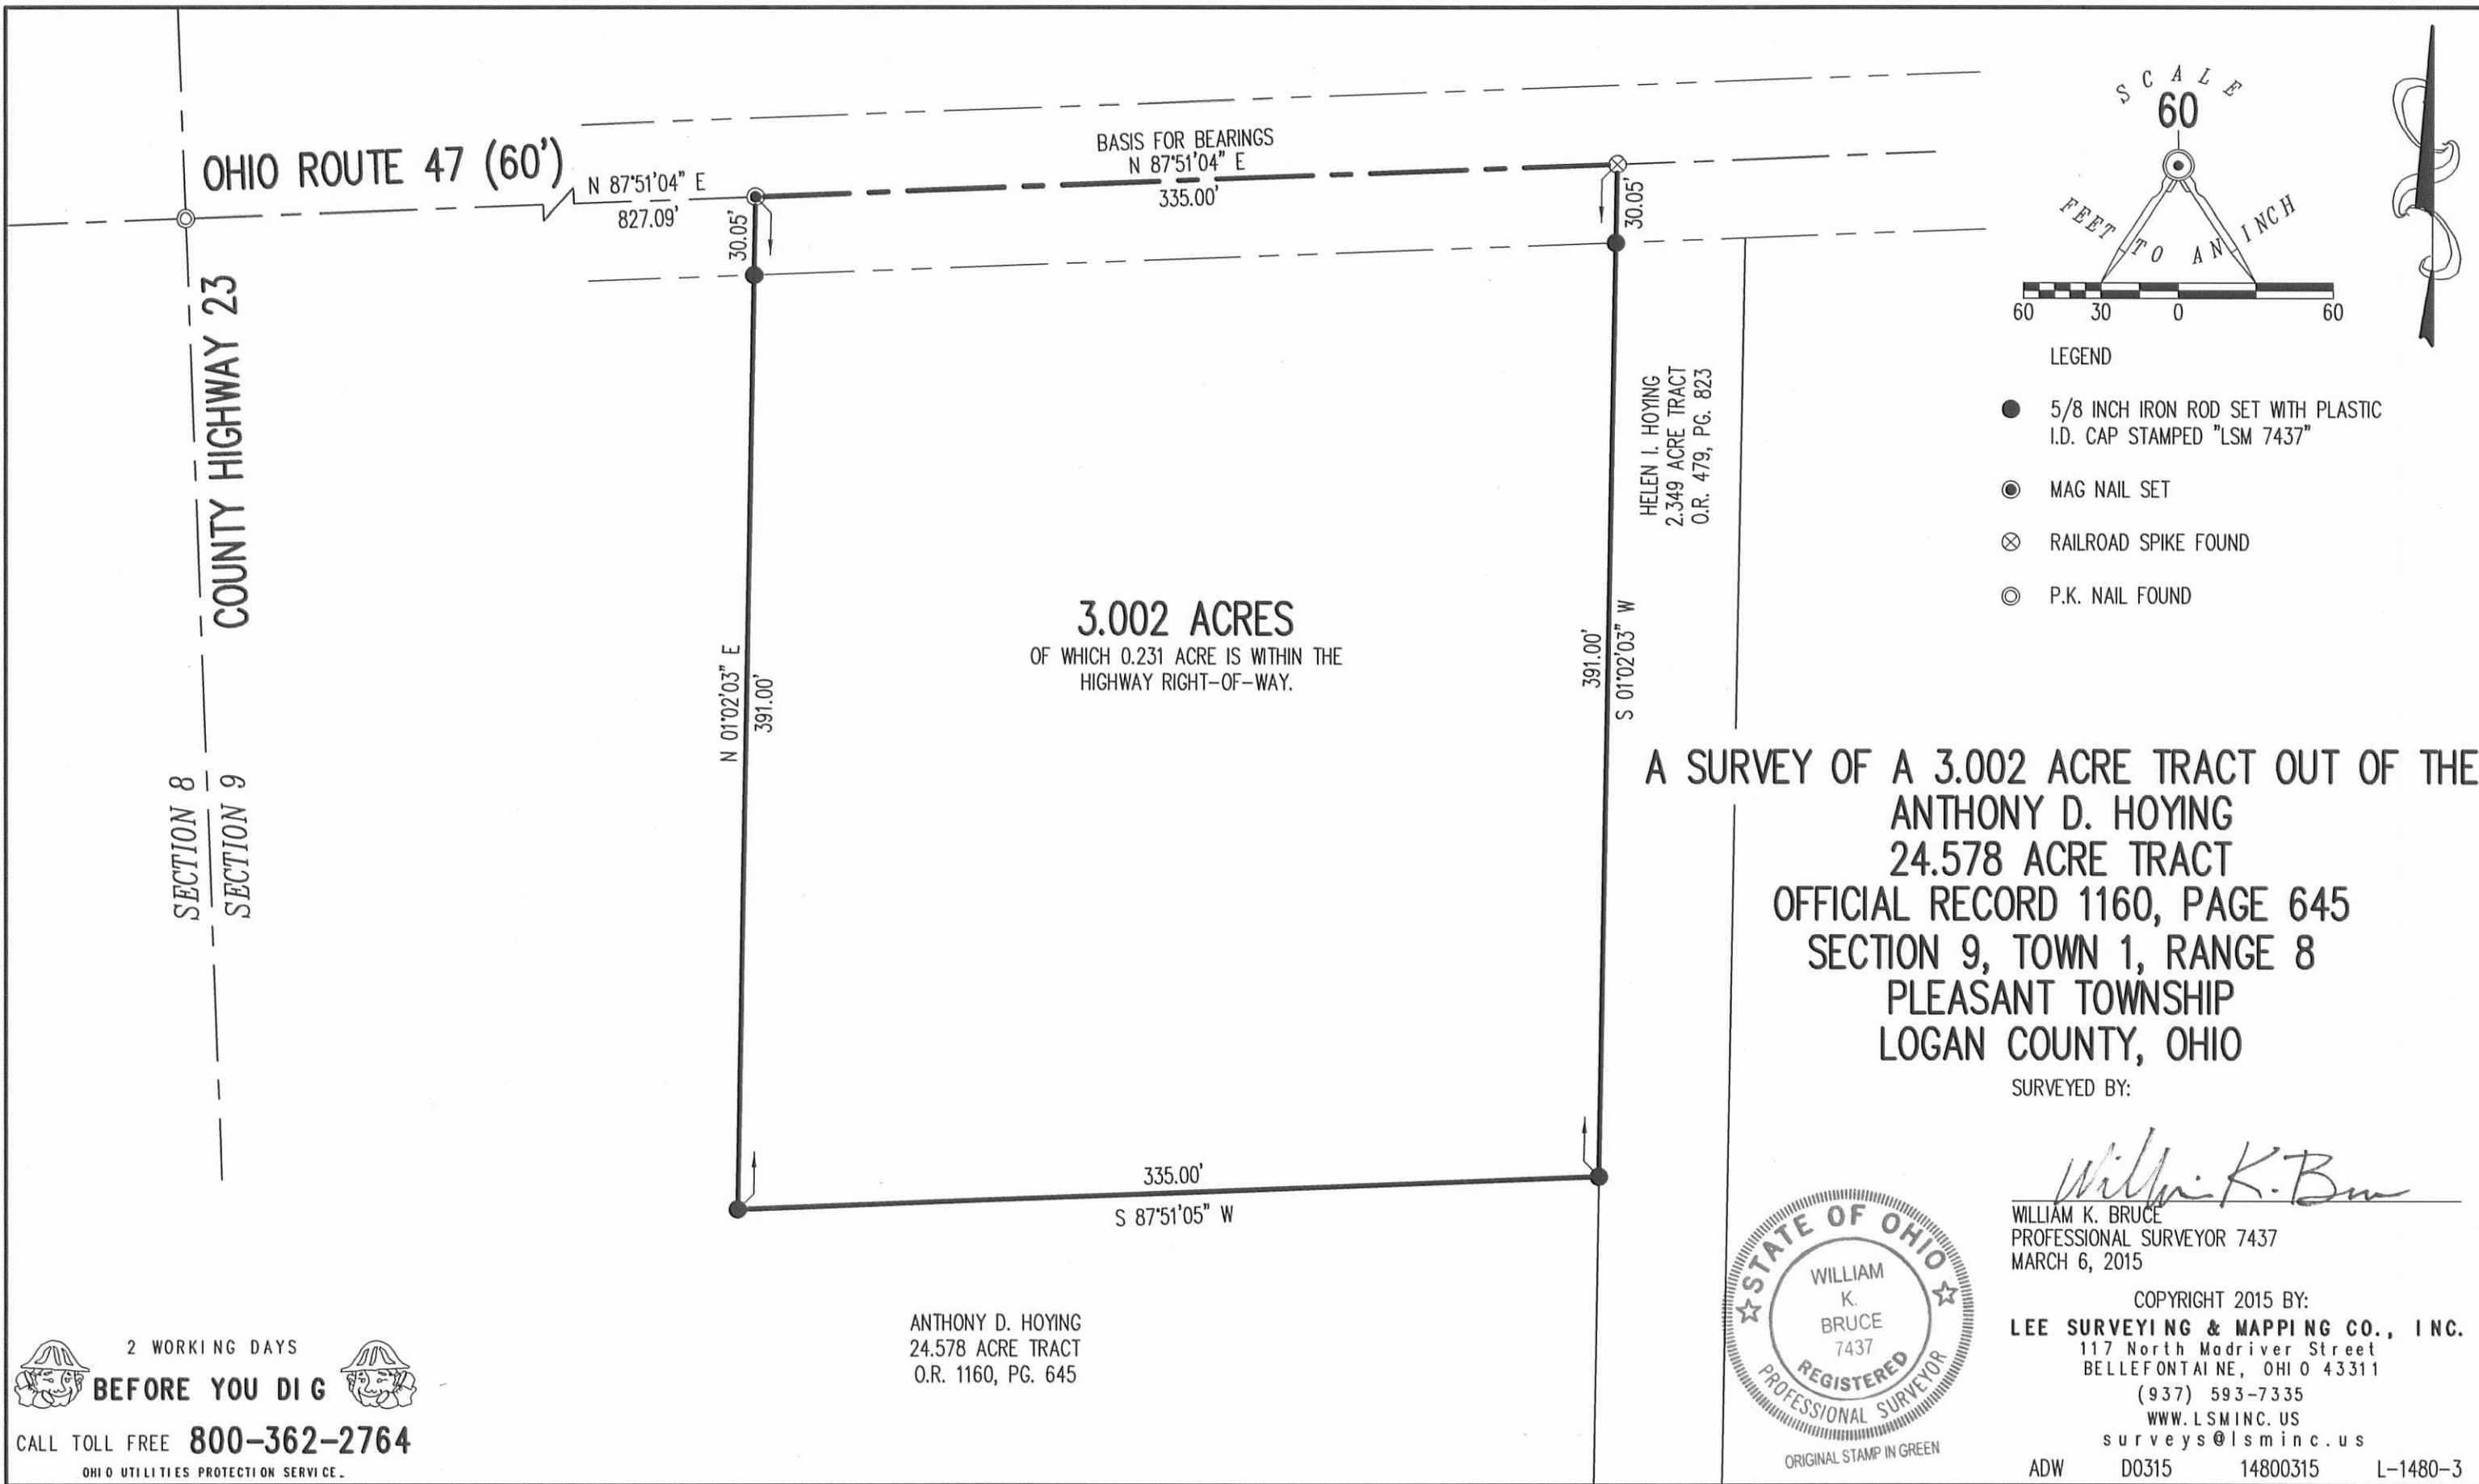 OHIO ROUTE 47 (60')
N 87°51'04" E
827.09'
BASIS FOR BEARINGS
N 87°51'04" E
335.00'
30.05'
30.05'
COUNTY HIGHWAY 23
SECTION 8
SECTION 9
N 01°02'03" E
391.00'
3.002 ACRES
OF WHICH 0.231 ACRE IS WITHIN THE
HIGHWAY RIGHT-OF-WAY.
391.00'
S 01°02'03" W
HELEN I. HOYING
2.349 ACRE TRACT
O.R. 479, PG. 823
335.00'
S 87°51'05" W
ANTHONY D. HOYING
24.578 ACRE TRACT
O.R. 1160, PG. 645
2 WORKING DAYS
BEFORE YOU DIG
CALL TOLL FREE 800-362-2764
OHIO UTILITIES PROTECTION SERVICE.
SCALE
60
FEET TO AN INCH
60 30 0 60
LEGEND
5/8 INCH IRON ROD SET WITH PLASTIC
I.D. CAP STAMPED "LSM 7437"
MAG NAIL SET
RAILROAD SPIKE FOUND
P.K. NAIL FOUND
A SURVEY OF A 3.002 ACRE TRACT OUT OF THE
ANTHONY D. HOYING
24.578 ACRE TRACT
OFFICIAL RECORD 1160, PAGE 645
SECTION 9, TOWN 1, RANGE 8
PLEASANT TOWNSHIP
LOGAN COUNTY, OHIO
SURVEYED BY:
William K. Bruce
WILLIAM K. BRUCE
PROFESSIONAL SURVEYOR 7437
MARCH 6, 2015
STATE OF OHIO
WILLIAM
K.
BRUCE
7437
REGISTERED
PROFESSIONAL SURVEYOR
ORIGINAL STAMP IN GREEN
COPYRIGHT 2015 BY:
LEE SURVEYING & MAPPING CO., INC.
117 North Madriver Street
BELLEFONTAINE, OHIO 43311
(937) 593-7335
WWW.LSMINC.US
surveys@lsminc.us
ADW D0315 14800315 L-1480-3